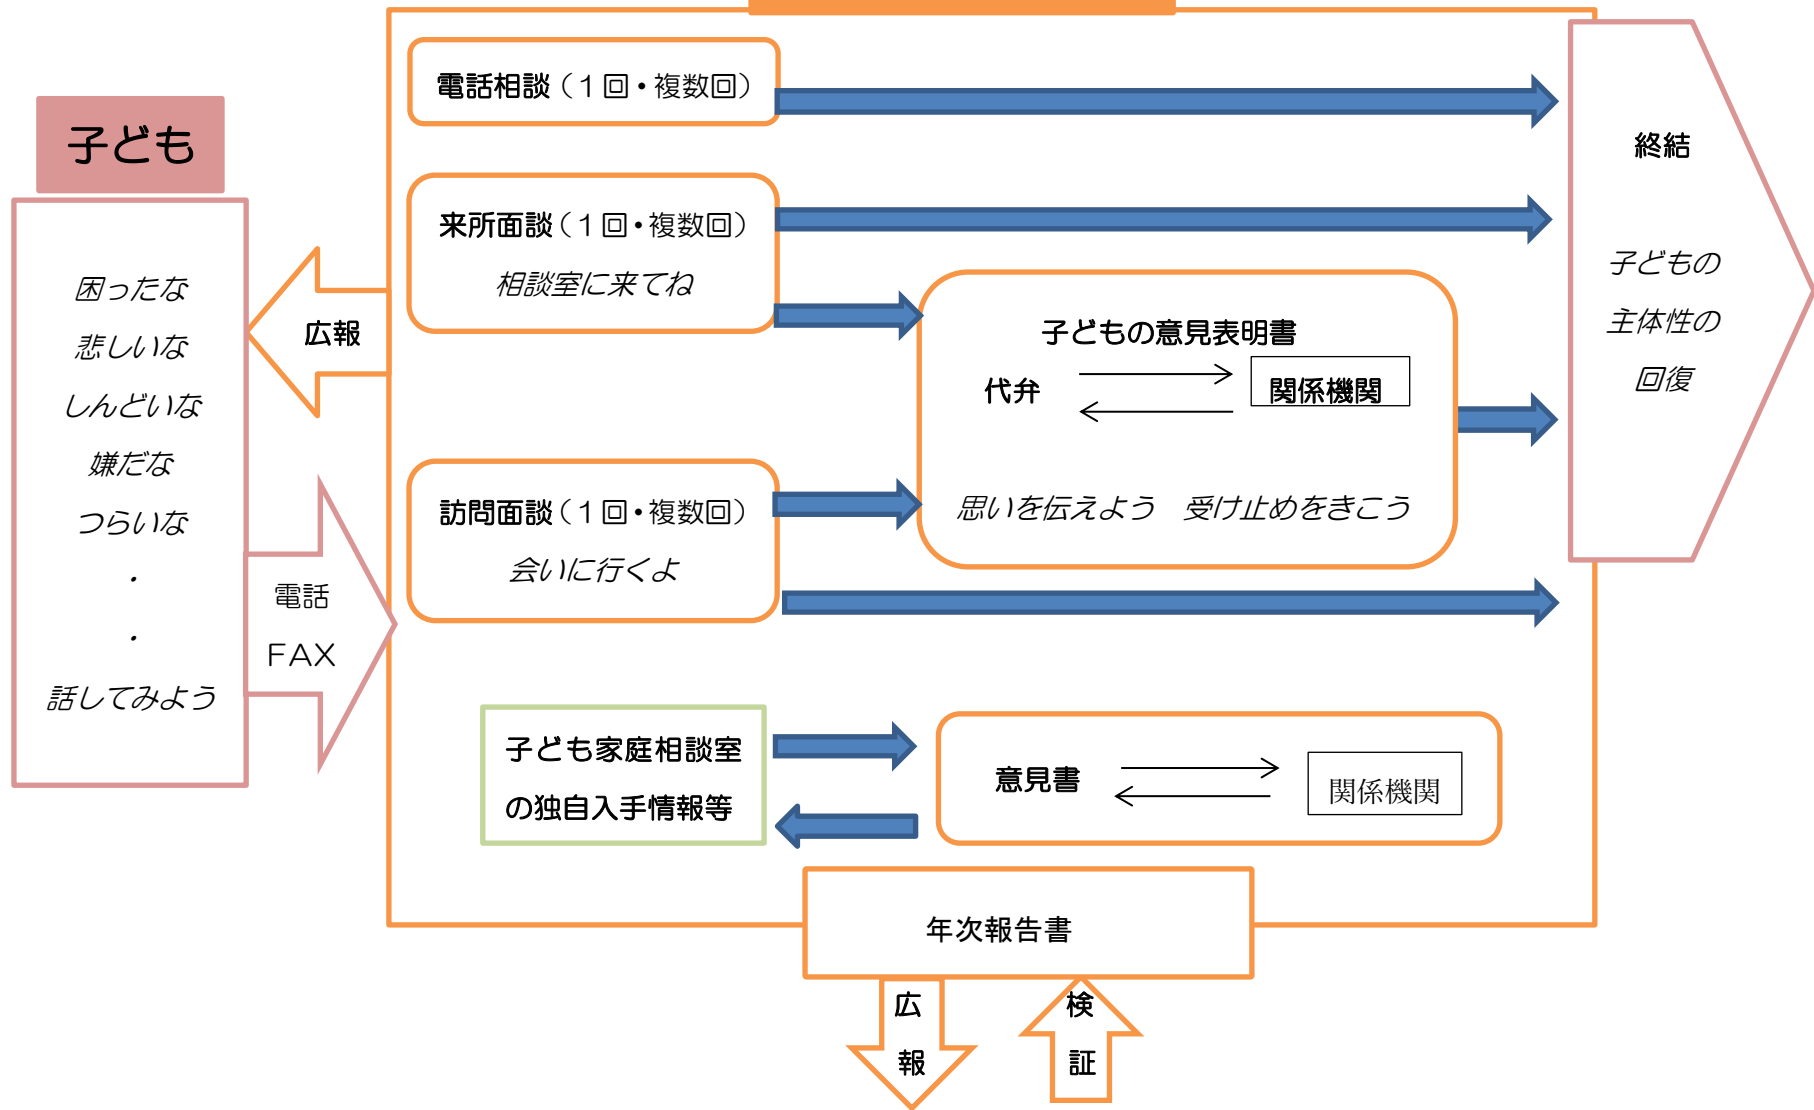 子ども
困ったな
悲しいな
しんどいな
嫌だな
つらいな
・
・
話してみよう
広報
電話
FAX
電話相談（１回・複数回）
来所面談（１回・複数回）
相談室に来てね
訪問面談（１回・複数回）
会いに行くよ
子どもの意見表明書
代弁
関係機関
思いを伝えよう　受け止めをきこう
終結
子どもの
主体性の
回復
子ども家庭相談室
の独自入手情報等
意見書
関係機関
年次報告書
広
報
検
証